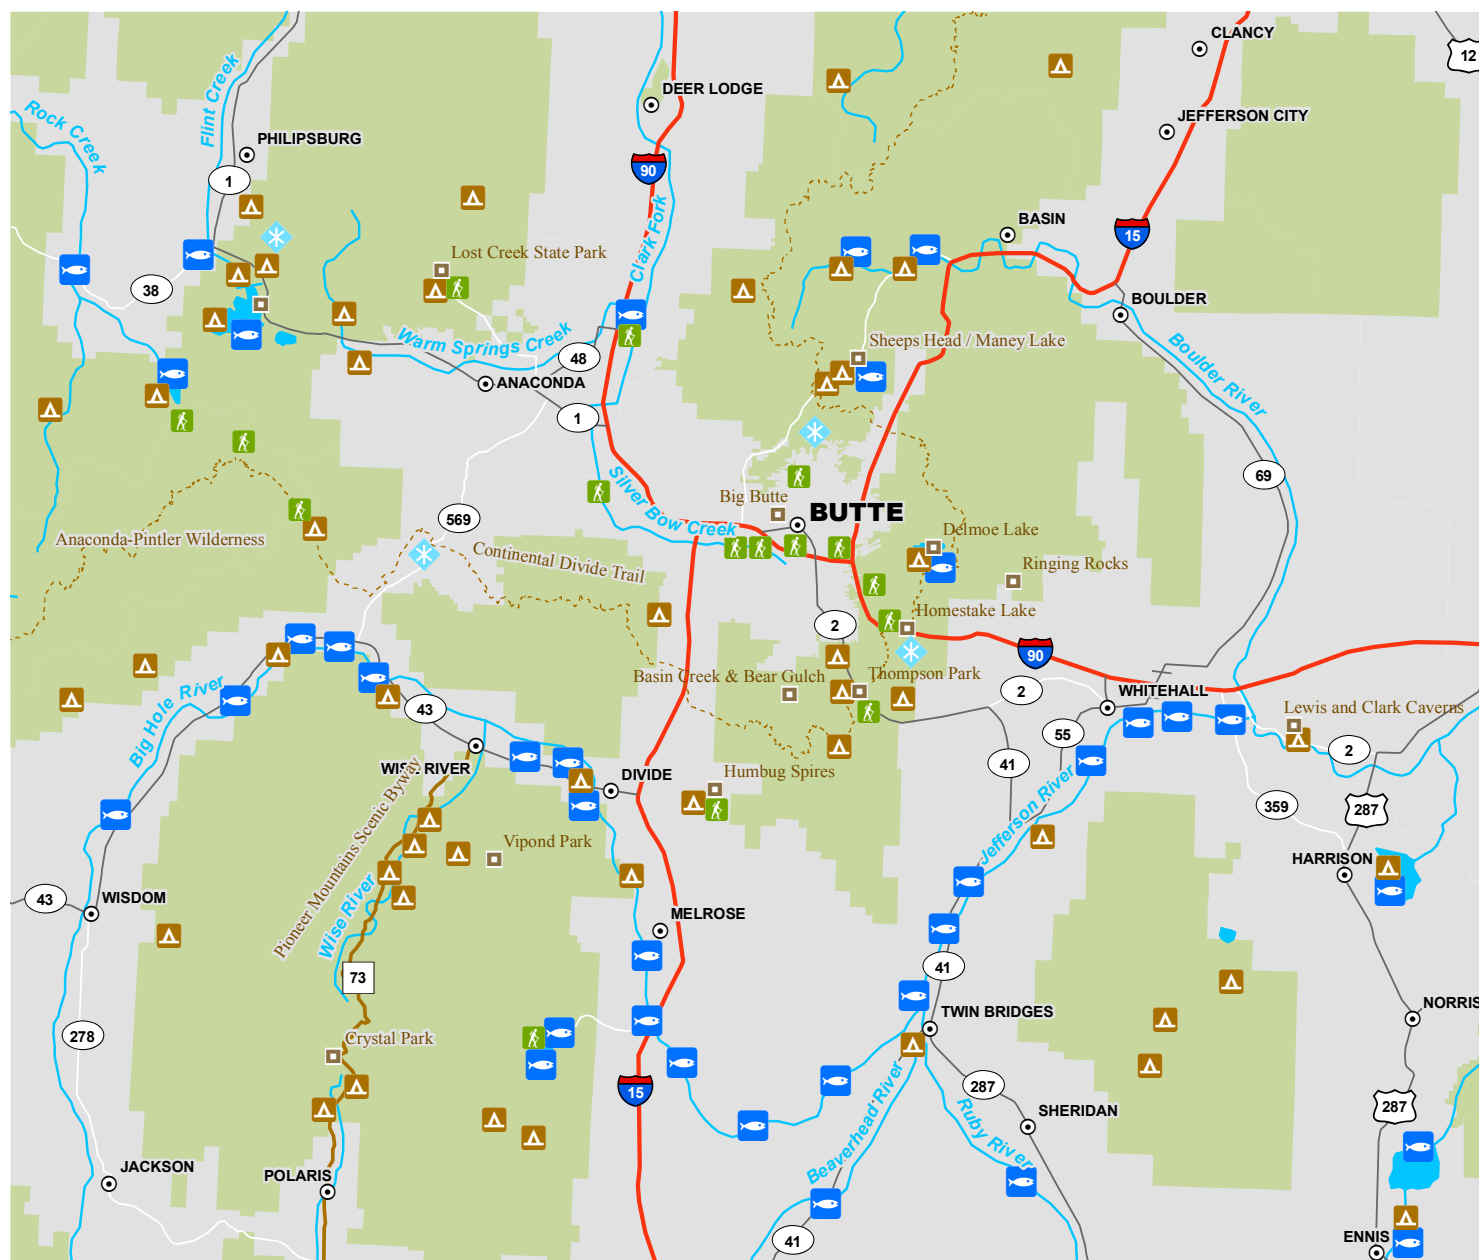 CLANCY
12
Flint Creek
DEER LODGE
Rock Creek
JEFFERSON CITY
PHILIPSBURG
90
1
BASIN
15
Clark Fork
Lost Creek State Park
38
BOULDER
Warm Springs Creek
48
Sheeps Head / Maney Lake
Boulder River
ANACONDA
1
69
Silver Bow Creek
Big Butte
BUTTE
569
Delmoe Lake
Anaconda-Pintler Wilderness
Continental Divide Trail
Ringing Rocks
Homestake Lake
2
90
Basin Creek & Bear Gulch
Thompson Park
2
WHITEHALL
Big Hole River
43
Lewis and Clark Caverns
55
2
WISE RIVER
41
DIVIDE
Humbug Spires
Jefferson River
359
287
Pioneer Mountains Scenic Byway
Vipond Park
HARRISON
43
WISDOM
Wise River
MELROSE
73
41
TWIN BRIDGES
NORRIS
278
Crystal Park
15
287
287
Beaverhead River
Ruby River
SHERIDAN
JACKSON
POLARIS
41
ENNIS